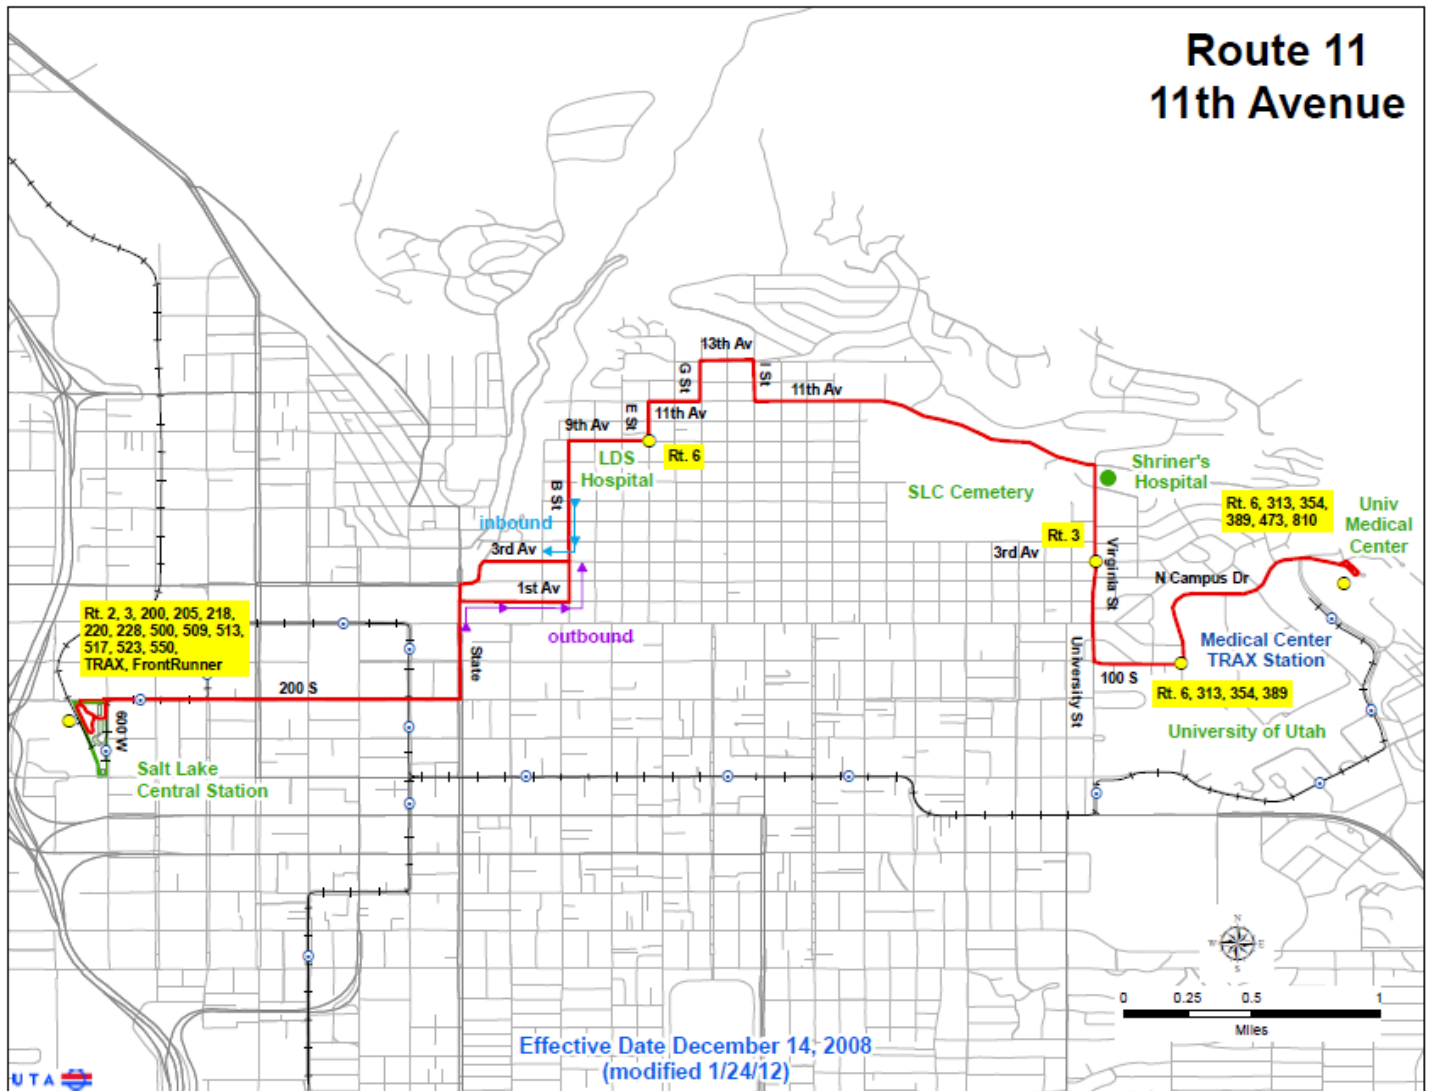 Route 11
11th Avenue
13th Av
G St
I St
11th Av
E St
11th Av
9th Av
Rt. 6
LDS
Hospital
B St
inbound
3rd Av
1st Av
outbound
SLC Cemetery
Shriner's
Hospital
Rt. 6, 313, 354,
389, 473, 810
Univ
Medical
Center
Rt. 3
3rd Av
Virginia St
N Campus Dr
Rt. 2, 3, 200, 205, 218,
220, 228, 500, 509, 513,
517, 523, 550,
TRAX, FrontRunner
State
200 S
600 W
Salt Lake
Central Station
University St
Medical Center
TRAX Station
100 S
Rt. 6, 313, 354, 389
University of Utah
N
W E
S
0 0.25 0.5 1
Miles
Effective Date December 14, 2008
(modified 1/24/12)
UTA